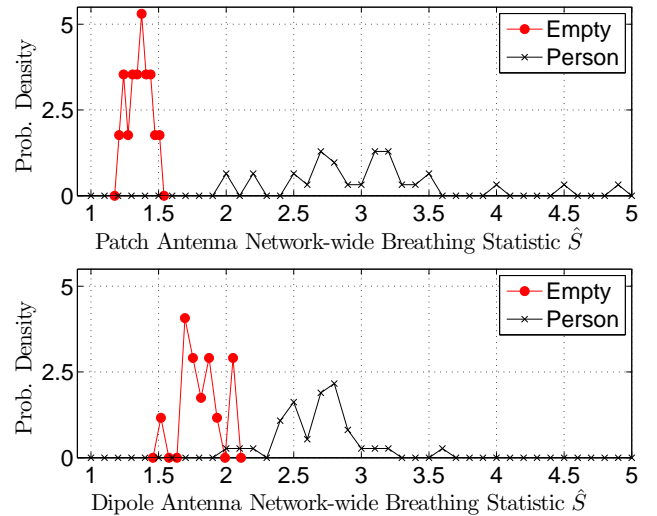 5
2.5
0
Prob. Density
Empty
Person
1 1.5 2 2.5 3 3.5 4 4.5 5
Patch Antenna Network-wide Breathing Statistic Ŝ
5
2.5
0
Prob. Density
Empty
Person
1 1.5 2 2.5 3 3.5 4 4.5 5
Dipole Antenna Network-wide Breathing Statistic Ŝ